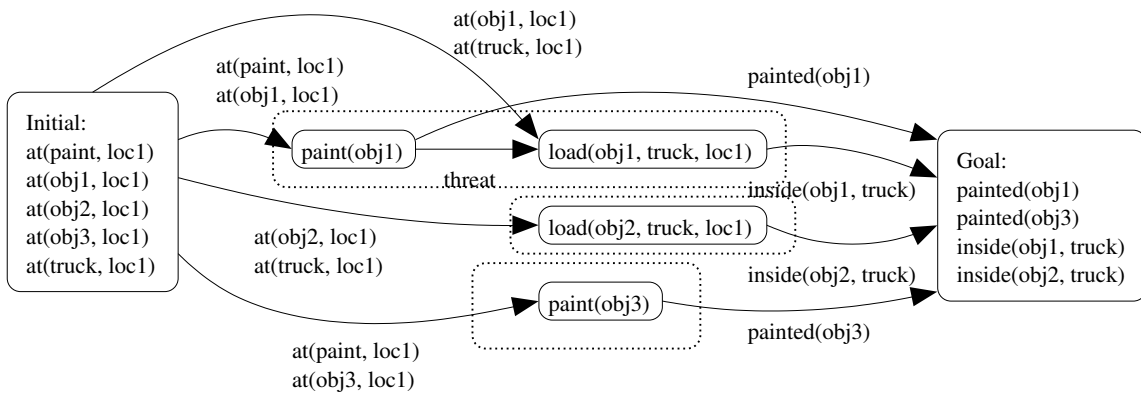 at(obj1, loc1)
at(truck, loc1)
at(paint, loc1)
at(obj1, loc1)
painted(obj1)
Initial:
at(paint, loc1)
at(obj1, loc1)
at(obj2, loc1)
at(obj3, loc1)
at(truck, loc1)
paint(obj1)
load(obj1, truck, loc1)
threat
inside(obj1, truck)
load(obj2, truck, loc1)
at(obj2, loc1)
at(truck, loc1)
inside(obj2, truck)
paint(obj3)
painted(obj3)
at(paint, loc1)
at(obj3, loc1)
Goal:
painted(obj1)
painted(obj3)
inside(obj1, truck)
inside(obj2, truck)